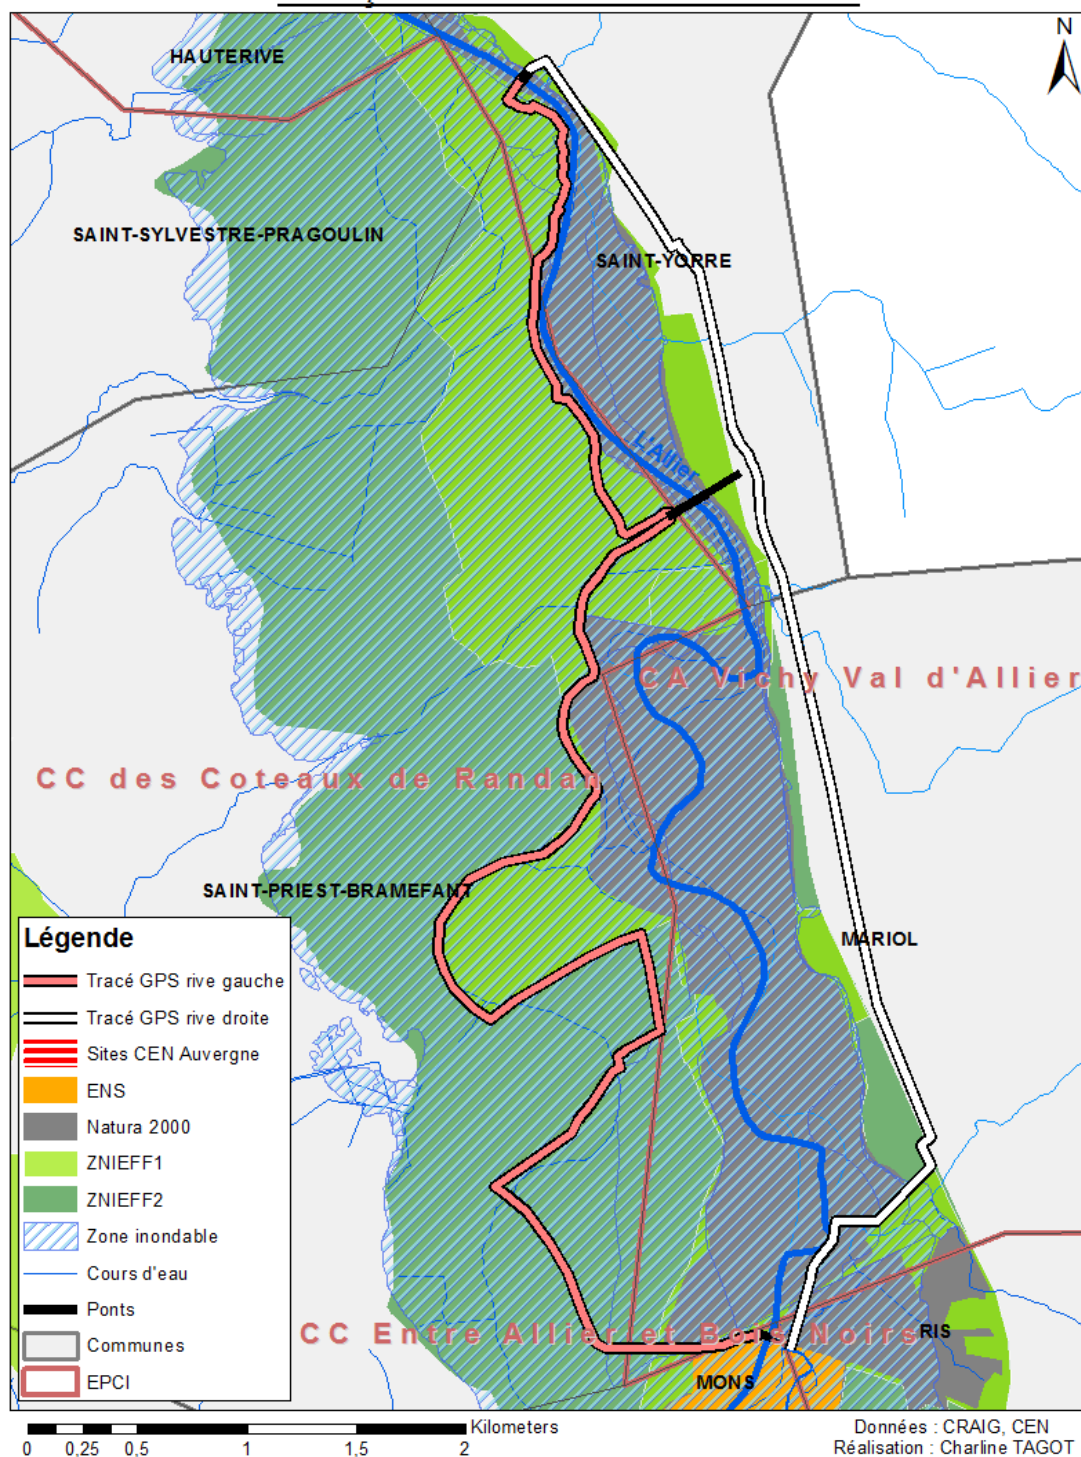 N
HAUTERIVE
SAINT-SYLVESTRE-PRAGOULIN
SAINT-YORRE
L'Allier
CA Vichy Val d'Allier
CC des Coteaux de Randan
SAINT-PRIEST-BRAMEFANT
MARIOL
Légende
Tracé GPS rive gauche
Tracé GPS rive droite
Sites CEN Auvergne
ENS
Natura 2000
ZNIEFF1
ZNIEFF2
Zone inondable
Cours d'eau
Ponts
Communes
EPCI
CC Entre Allier et Bois Noirs
RIS
MONS
Kilometers
0 0,25 0,5 1 1,5 2
Données : CRAIG, CEN
Réalisation : Charline TAGOT